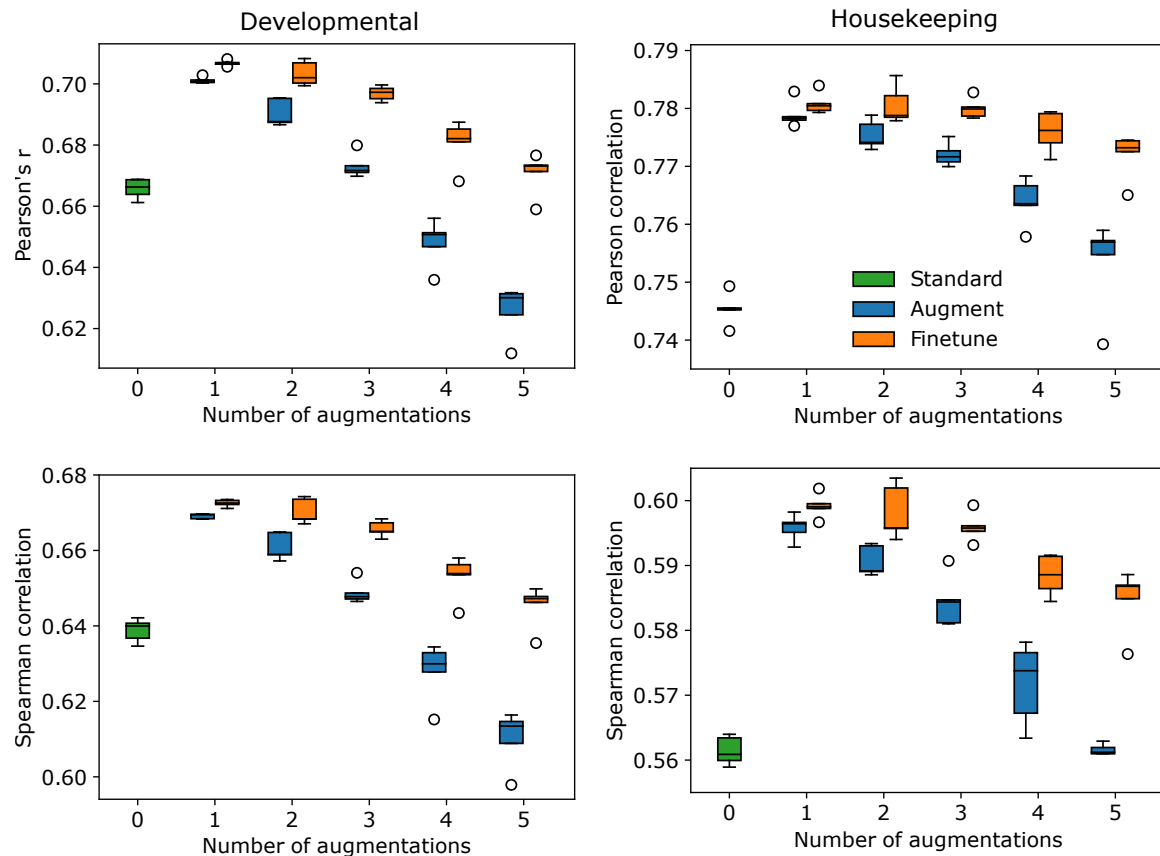 Developmental
Housekeeping
Pearson's r
0.70
0.68
0.66
0.64
0.62
0 1 2 3 4 5
Number of augmentations
Pearson correlation
0.79
0.78
0.77
0.76
0.75
0.74
Standard
Augment
Finetune
0 1 2 3 4 5
Number of augmentations
Spearman correlation
0.68
0.66
0.64
0.62
0.60
0 1 2 3 4 5
Number of augmentations
Spearman correlation
0.60
0.59
0.58
0.57
0.56
0 1 2 3 4 5
Number of augmentations